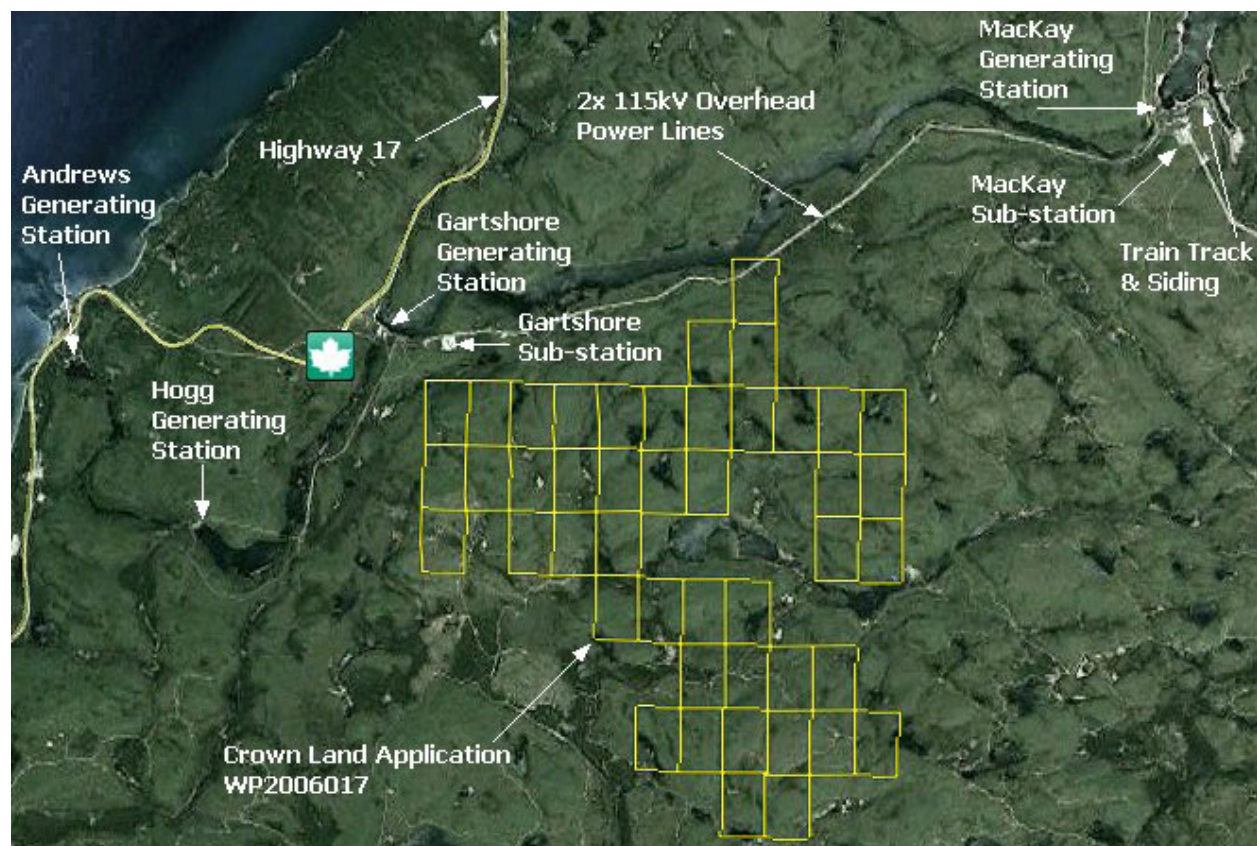 MacKay
Generating
Station
2x 115kV Overhead
Power Lines
Highway 17
Andrews
Generating
Station
MacKay
Sub-station
Gartshore
Generating
Station
Train Track
& Siding
Gartshore
Sub-station
Hogg
Generating
Station
Crown Land Application
WP2006017